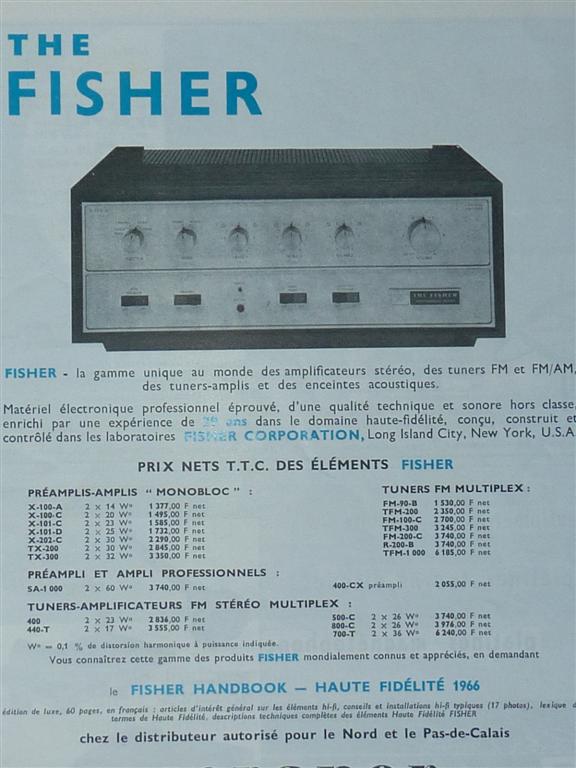 THE
FISHER
THE FISHER
FISHER - la gamme unique au monde des amplificateurs stéréo, des tuners FM et FM/AM,
des tuners-amplis et des enceintes acoustiques.
Matériel électronique professionnel éprouvé, d'une qualité technique et sonore hors classe,
enrichi par une expérience de 29 ans dans le domaine haute-fidélité, conçu, construit et
contrôlé dans les laboratoires FISHER CORPORATION, Long Island City, New York, U.S.A
PRIX NETS T.T.C. DES ÉLÉMENTS FISHER
PRÉAMPLIS-AMPLIS " MONOBLOC " :
X-100-A 2 x 14 W* 1 377,00 F net
X-100-C 2 x 20 W* 1 495,00 F net
X-101-C 2 x 23 W* 1 585,00 F net
X-101-D 2 x 25 W* 1 732,00 F net
X-202-C 2 x 30 W* 2 290,00 F net
TX-200 2 x 30 W* 2 845,00 F net
TX-300 2 x 32 W* 3 350,00 F net
TUNERS FM MULTIPLEX :
FM-90-B 1 530,00 F net
TFM-200 2 350,00 F net
FM-100-C 2 700,00 F net
TFM-300 3 245,00 F net
FM-200-C 3 740,00 F net
R-200-B 3 740,00 F net
TFM-1 000 6 185,00 F net
PRÉAMPLI ET AMPLI PROFESSIONNELS :
SA-1 000 2 x 60 W* 3 740,00 F net
400-CX préampli 2 055,00 F net
TUNERS-AMPLIFICATEURS FM STÉRÉO MULTIPLEX :
400 2 x 23 W* 2 836,00 F net
440-T 2 x 17 W* 3 555,00 F net
500-C 2 x 26 W* 3 740,00 F net
800-C 2 x 26 W* 3 976,00 F net
700-T 2 x 36 W* 6 240,00 F net
W* = 0,1 % de distorsion harmonique à puissance indiquée.
Vous connaîtrez cette gamme des produits FISHER mondialement connus et appréciés, en demandant
le FISHER HANDBOOK — HAUTE FIDÉLITÉ 1966
édition de luxe, 60 pages, en français : articles d'intérêt général sur les éléments hi-fi, conseils et installations hi-fi typiques (17 photos), lexique d
termes de Haute Fidélité, descriptions techniques complètes des éléments Haute Fidélité FISHER
chez le distributeur autorisé pour le Nord et le Pas-de-Calais